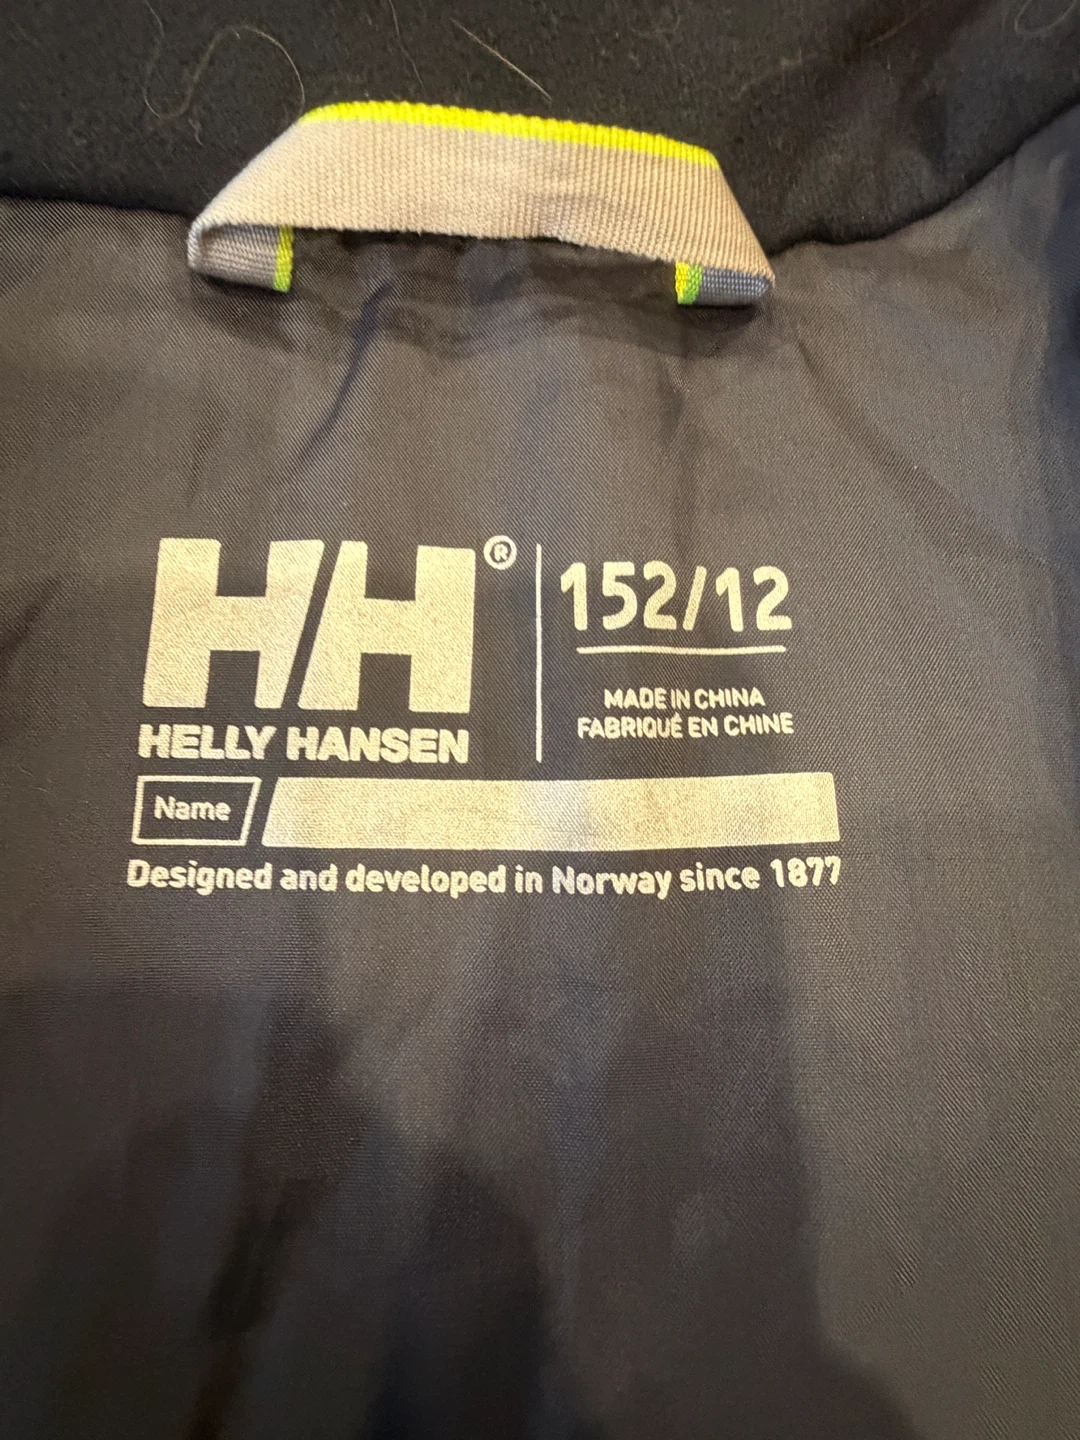 HH®
HELLY HANSEN
152/12
MADE IN CHINA
FABRIQUÉ EN CHINE
Name
Designed and developed in Norway since 1877